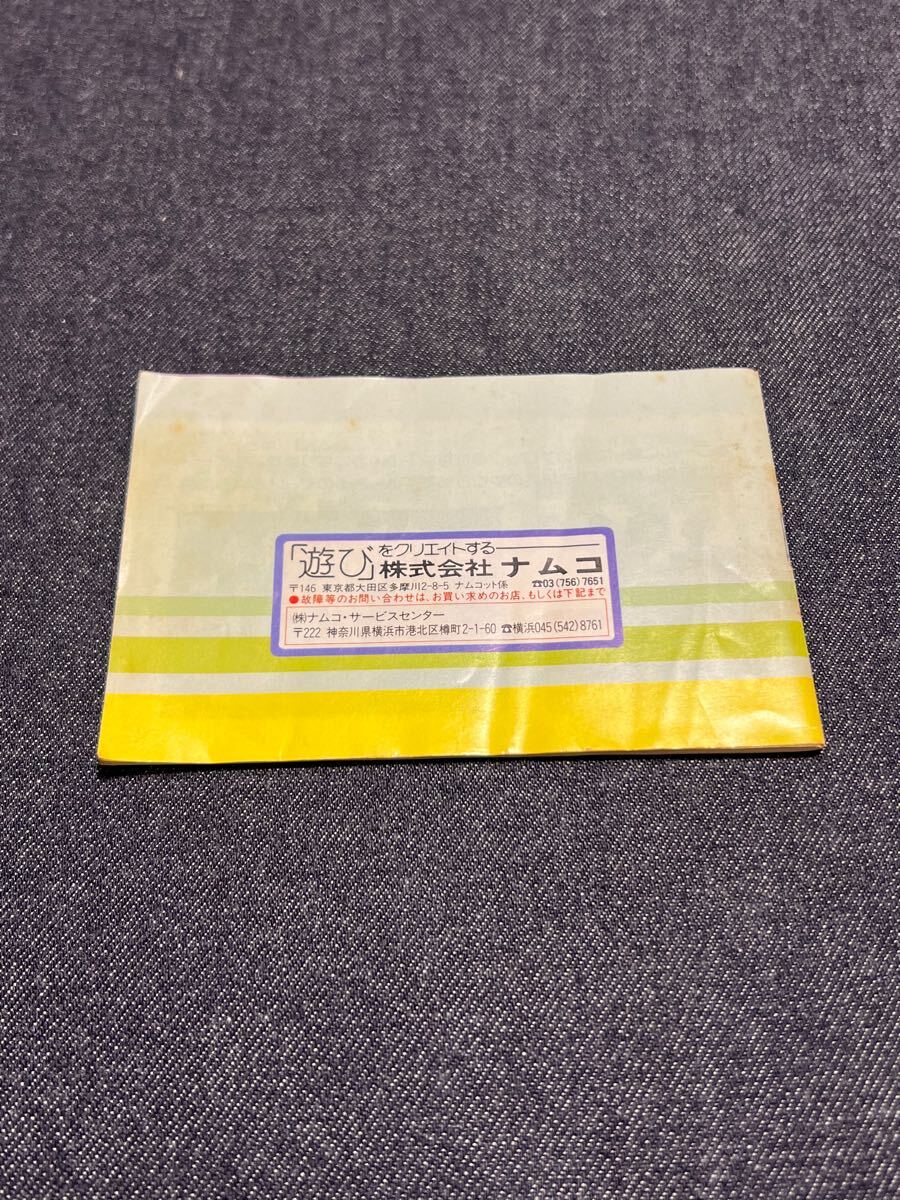 「遊び」をクリエイトする──
株式会社 ナムコ
〒146 東京都大田区多摩川2-8-5 ナムコット係 ☎03(756)7651
●故障等のお問い合わせは、お買い求めのお店、もしくは下記まで
㈱ナムコ・サービスセンター
〒222 神奈川県横浜市港北区樽町2-1-60 ☎横浜045(542)8761